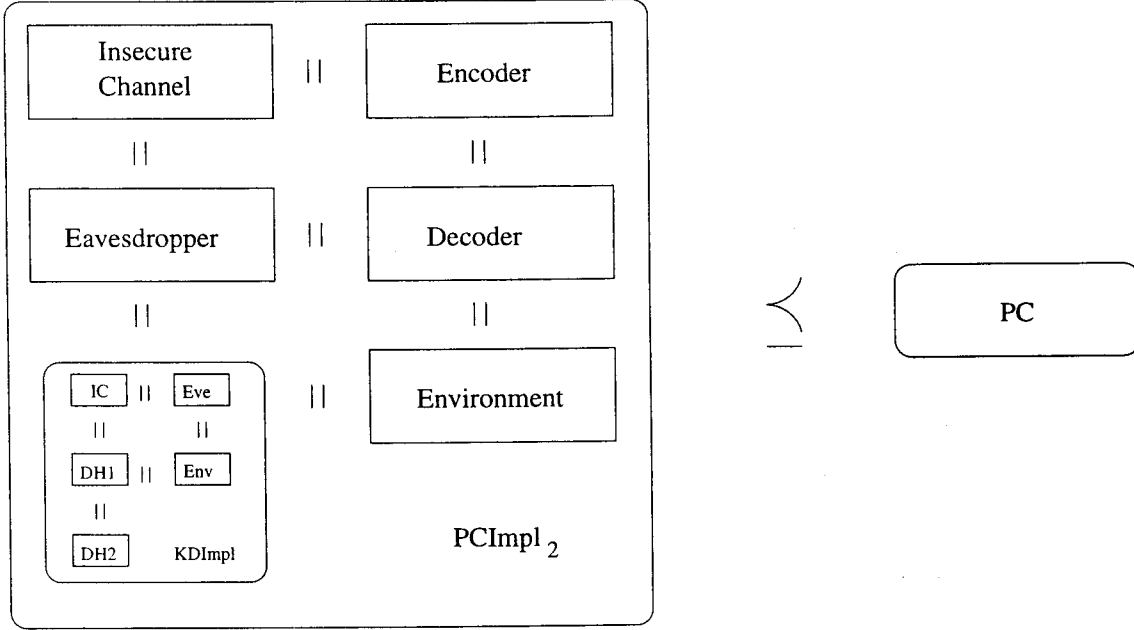 Insecure
Channel
||
Encoder
||
||
Eavesdropper
||
Decoder
||
||
⪯
PC
IC
||
Eve
||
Environment
||
||
DH1
||
Env
||
DH2
KDImpl
PCImpl 2